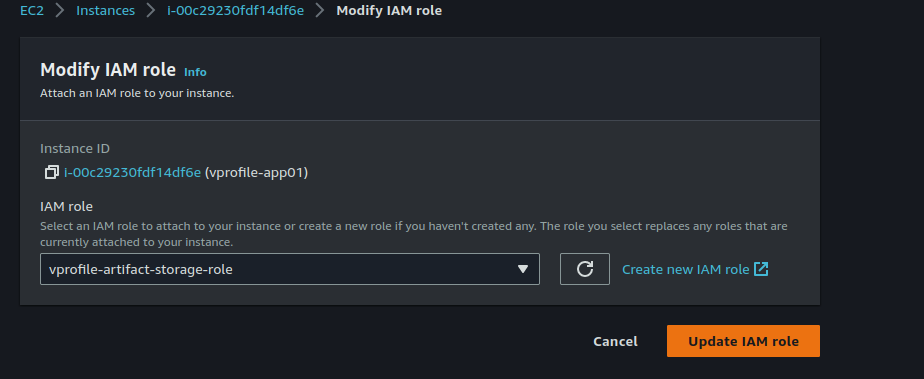 EC2 > Instances > i-00c29230fdf14df6e > Modify IAM role
Modify IAM role Info
Attach an IAM role to your instance.
Instance ID
i-00c29230fdf14df6e (vprofile-app01)
IAM role
Select an IAM role to attach to your instance or create a new role if you haven't created any. The role you select replaces any roles that are
currently attached to your instance.
vprofile-artifact-storage-role
Create new IAM role
Cancel
Update IAM role